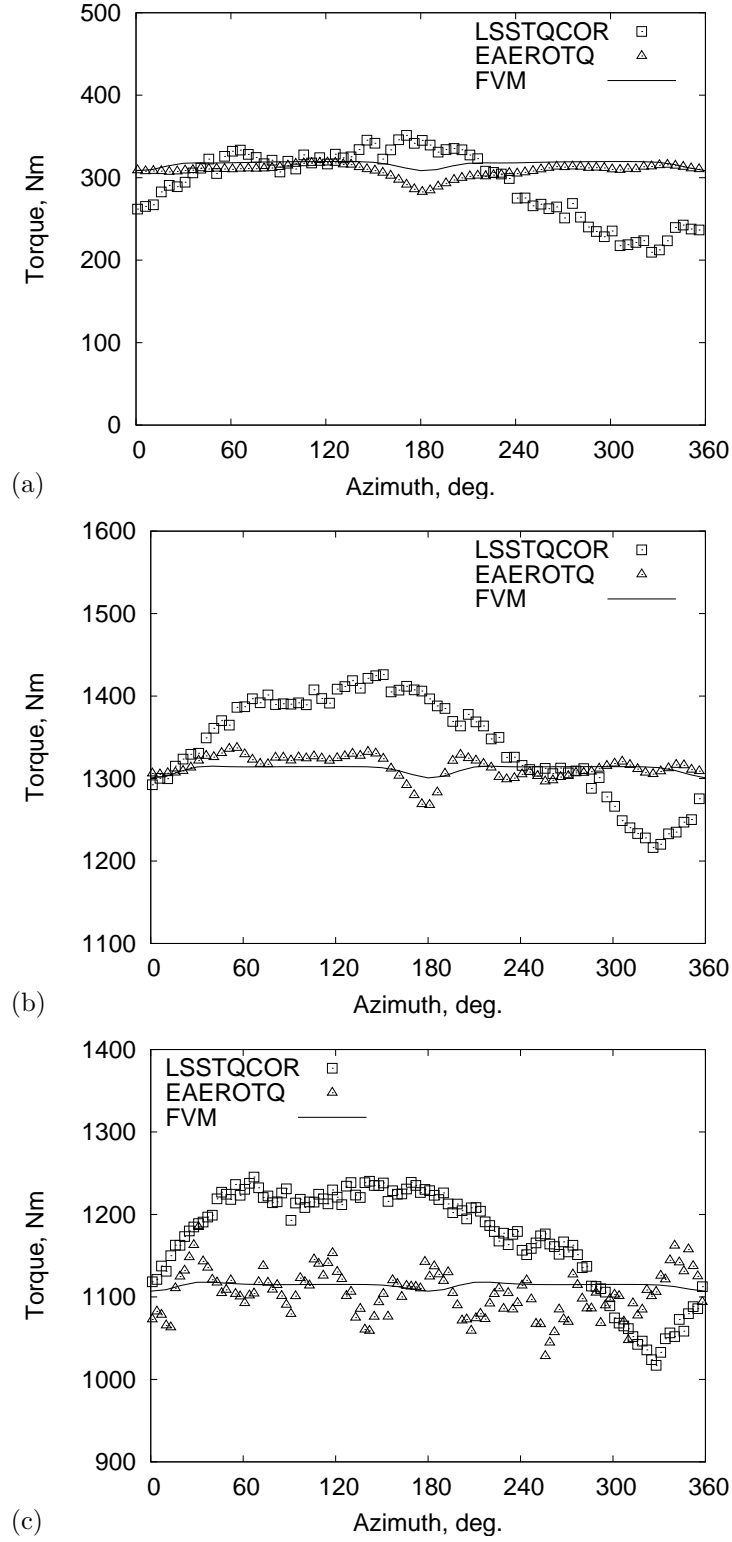 500
400
300
200
100
0
Torque, Nm
LSSTQCOR
EAEROTQ
FVM
0 60 120 180 240 300 360
Azimuth, deg.
(a)
1600
1500
1400
1300
1200
1100
Torque, Nm
LSSTQCOR
EAEROTQ
FVM
0 60 120 180 240 300 360
Azimuth, deg.
(b)
1400
1300
1200
1100
1000
900
Torque, Nm
LSSTQCOR
EAEROTQ
FVM
0 60 120 180 240 300 360
Azimuth, deg.
(c)